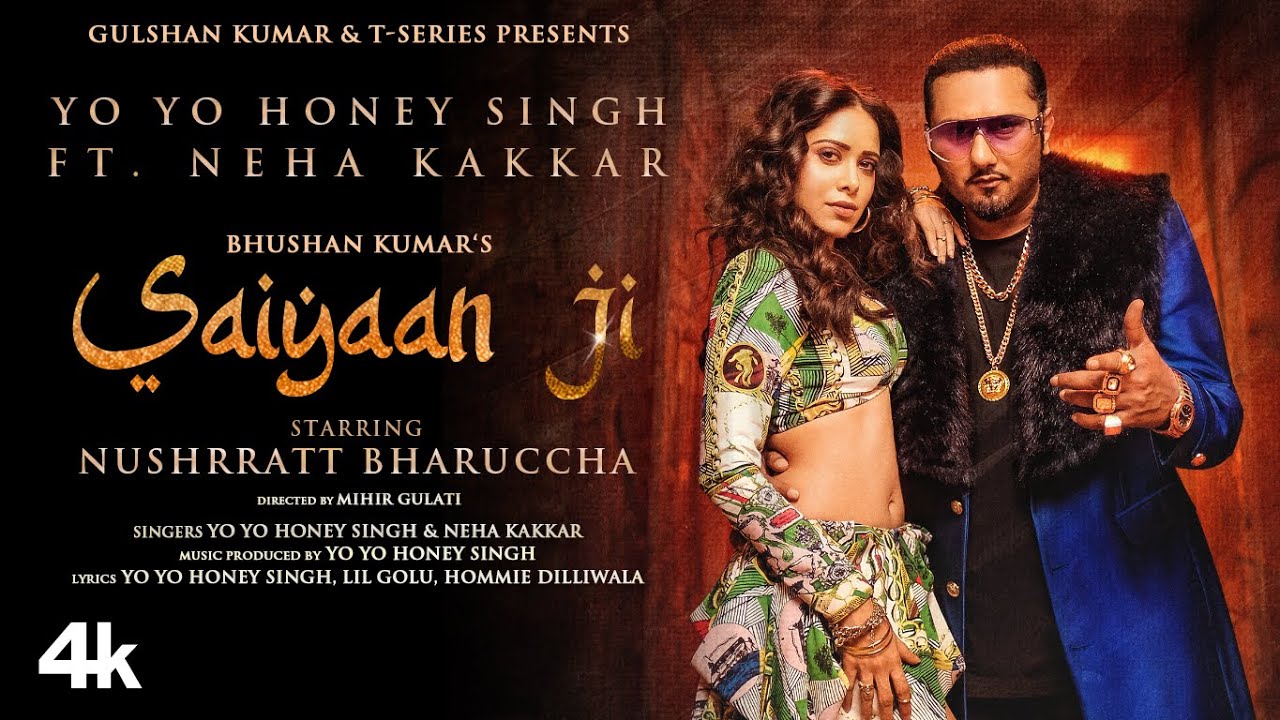 GULSHAN KUMAR & T-SERIES PRESENTS
YO YO HONEY SINGH
FT. NEHA KAKKAR
BHUSHAN KUMAR‘S
Saiyaan Ji
STARRING
NUSHRRATT BHARUCCHA
DIRECTED BY MIHIR GULATI
SINGERS YO YO HONEY SINGH & NEHA KAKKAR
MUSIC PRODUCED BY YO YO HONEY SINGH
LYRICS YO YO HONEY SINGH, LIL GOLU, HOMMIE DILLIWALA
4k